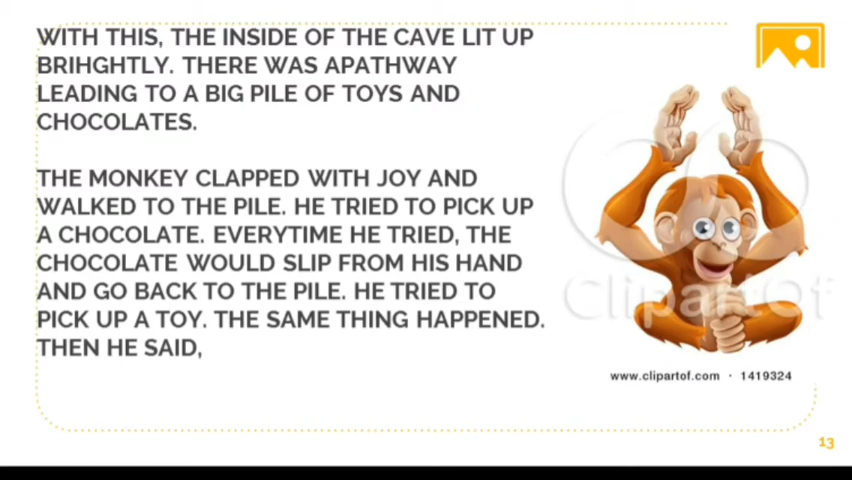 WITH THIS, THE INSIDE OF THE CAVE LIT UP
BRIHGHTLY. THERE WAS APATHWAY
LEADING TO A BIG PILE OF TOYS AND
CHOCOLATES.
THE MONKEY CLAPPED WITH JOY AND
WALKED TO THE PILE. HE TRIED TO PICK UP
A CHOCOLATE. EVERYTIME HE TRIED, THE
CHOCOLATE WOULD SLIP FROM HIS HAND
AND GO BACK TO THE PILE. HE TRIED TO
PICK UP A TOY. THE SAME THING HAPPENED.
THEN HE SAID,
ClipartOf
www.clipartof.com · 1419324
13